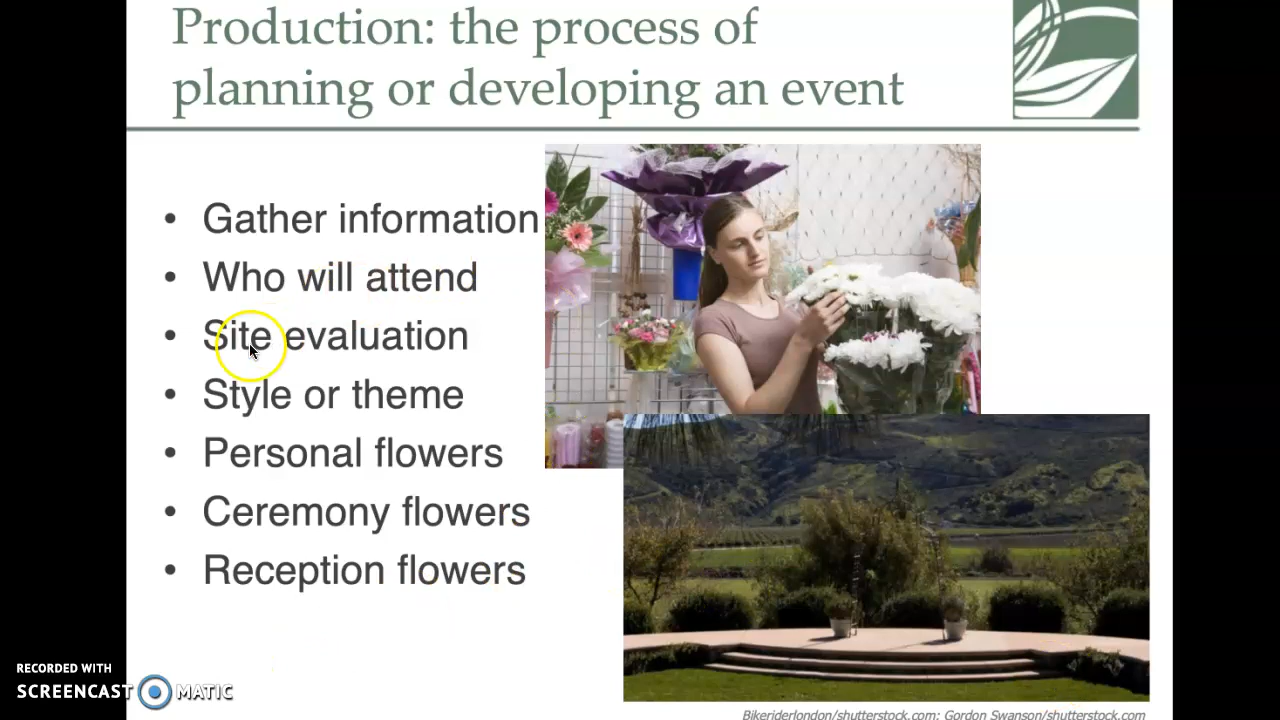 Production: the process of
planning or developing an event
• Gather information
• Who will attend
• Site evaluation
• Style or theme
• Personal flowers
• Ceremony flowers
• Reception flowers
RECORDED WITH
SCREENCAST MATIC
Bikeriderlondon/shutterstock.com; Gordon Swanson/shutterstock.com